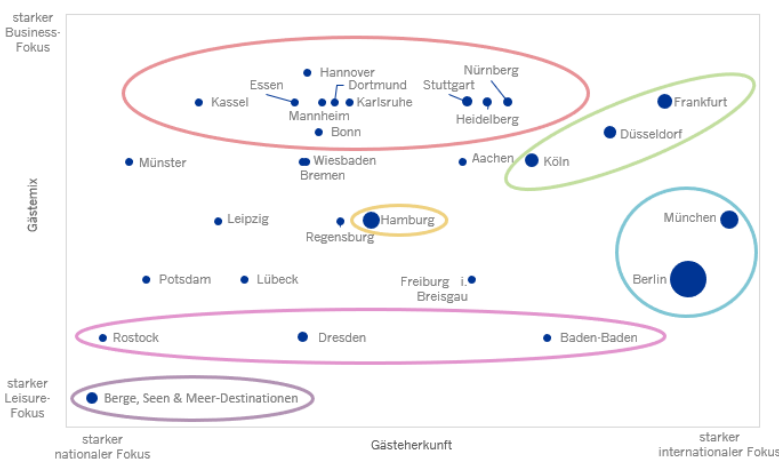 starker
Business-
Fokus
Hannover
Nürnberg
Essen
Dortmund
Stuttgart
Kassel
Karlsruhe
Frankfurt
Mannheim
Heidelberg
Bonn
Düsseldorf
Münster
Wiesbaden
Aachen
Köln
Bremen
Gästemix
Leipzig
Hamburg
München
Regensburg
Potsdam
Lübeck
Freiburg i.
Breisgau
Berlin
Rostock
Dresden
Baden-Baden
starker
Leisure-
Fokus
Berge, Seen & Meer-Destinationen
starker
nationaler Fokus
Gästeherkunft
starker
internationaler Fokus